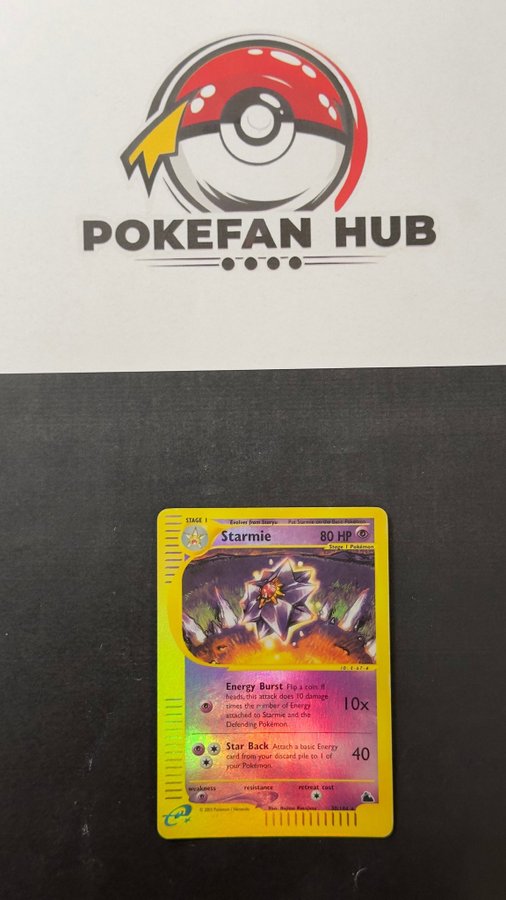 POKEFAN HUB
STAGE 1
Evolves from Staryu Put Starmie on the Basic Pokémon
Starmie 80 HP
Stage 1 Pokémon
Energy Burst Flip a coin. If
heads, this attack does 10 damage
times the number of Energy
attached to Starmie and the
Defending Pokémon.
10x
Star Back Attach a basic Energy
card from your discard pile to 1 of
your Pokémon.
40
weakness resistance retreat cost
© 2003 Pokémon / Nintendo